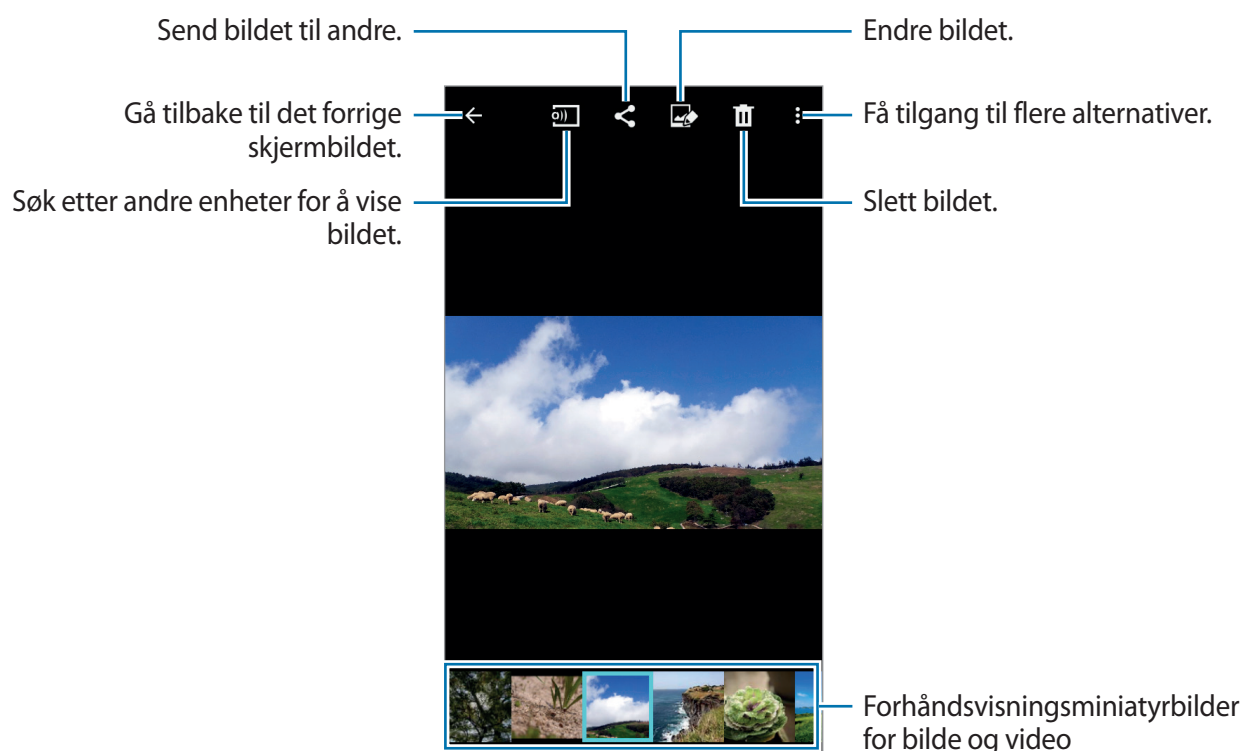 Send bildet til andre.
Endre bildet.
Gå tilbake til det forrige
skjermbildet.
Få tilgang til flere alternativer.
Søk etter andre enheter for å vise
bildet.
Slett bildet.
Forhåndsvisningsminiatyrbilder
for bilde og video